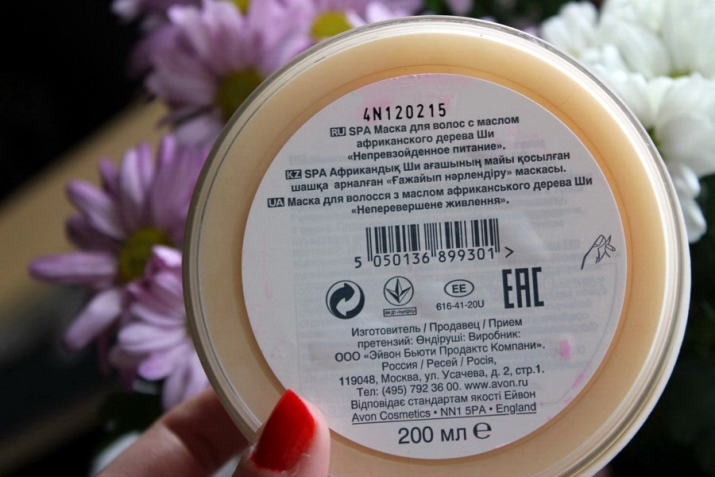 4N120215
RU SPA Маска для волос с маслом
африканского дерева Ши
«Непревзойденное питание».
KZ SPA Африкандық Ши ағашының майы қосылған
шашқа арналған «Ғажайып нәрлендіру» маскасы.
UA Маска для волосся з маслом африканського дерева Ши
«Неперевершене живлення».
5 050136 899301 >
EE
616-41-20U
EAC
Изготовитель / Продавец / Прием
претензий: Өндіруші: Виробник:
ООО «Эйвон Бьюти Продактс Компани».
Россия / Ресей / Росія,
119048, Москва, ул. Усачева, д. 2, стр.1.
Тел: (495) 792 36 00. www.avon.ru
Відповідає стандартам якості Ейвон
Avon Cosmetics • NN1 5PA • England
200 мл e